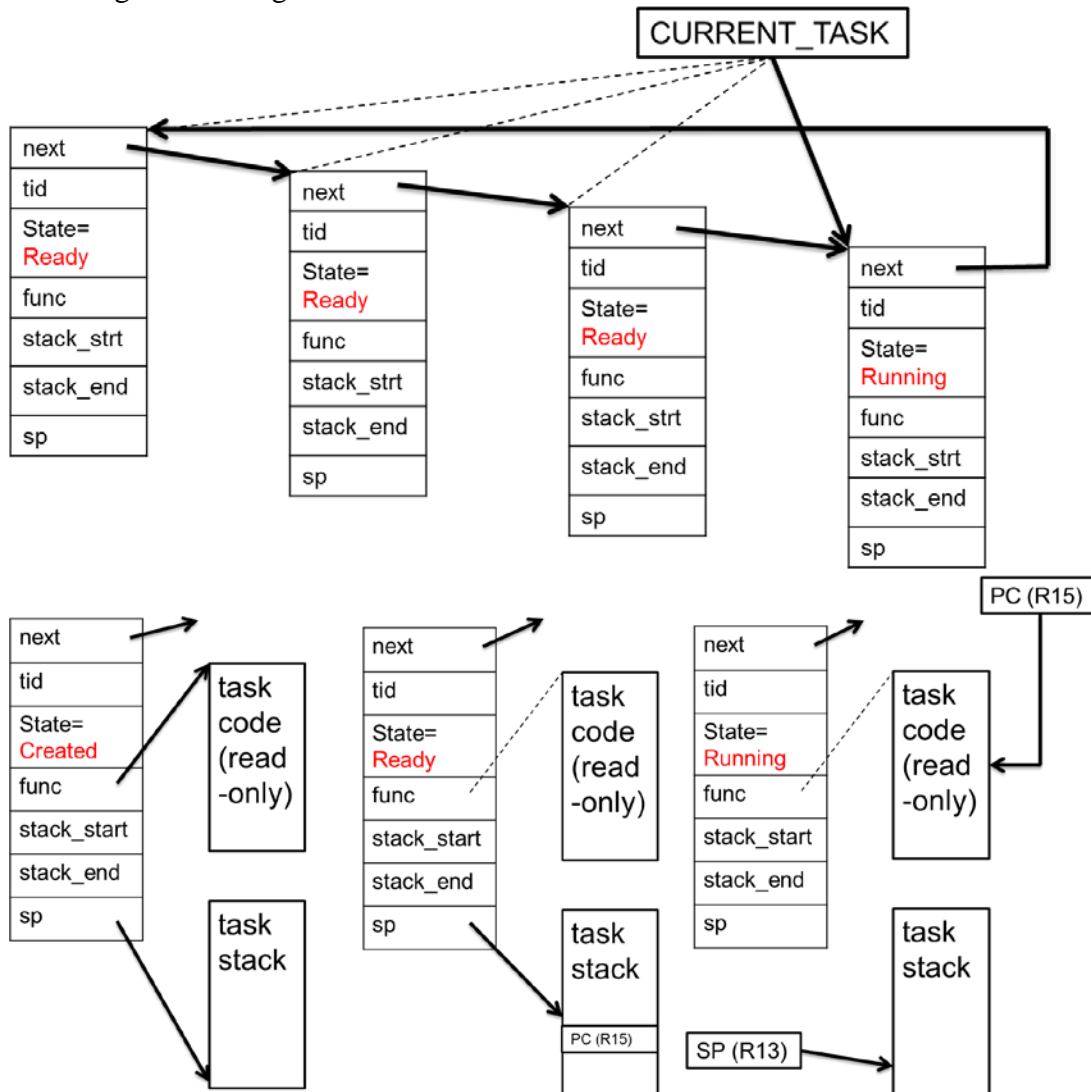 CURRENT_TASK
next
tid
State=
Ready
func
stack_strt
stack_end
sp
next
tid
State=
Ready
func
stack_strt
stack_end
sp
next
tid
State=
Ready
func
stack_strt
stack_end
sp
next
tid
State=
Running
func
stack_strt
stack_end
sp
next
tid
State=
Created
func
stack_start
stack_end
sp
task
code
(read
-only)
task
stack
next
tid
State=
Ready
func
stack_start
stack_end
sp
task
code
(read
-only)
task
stack
PC (R15)
next
tid
State=
Running
func
stack_start
stack_end
sp
PC (R15)
task
code
(read
-only)
task
stack
SP (R13)